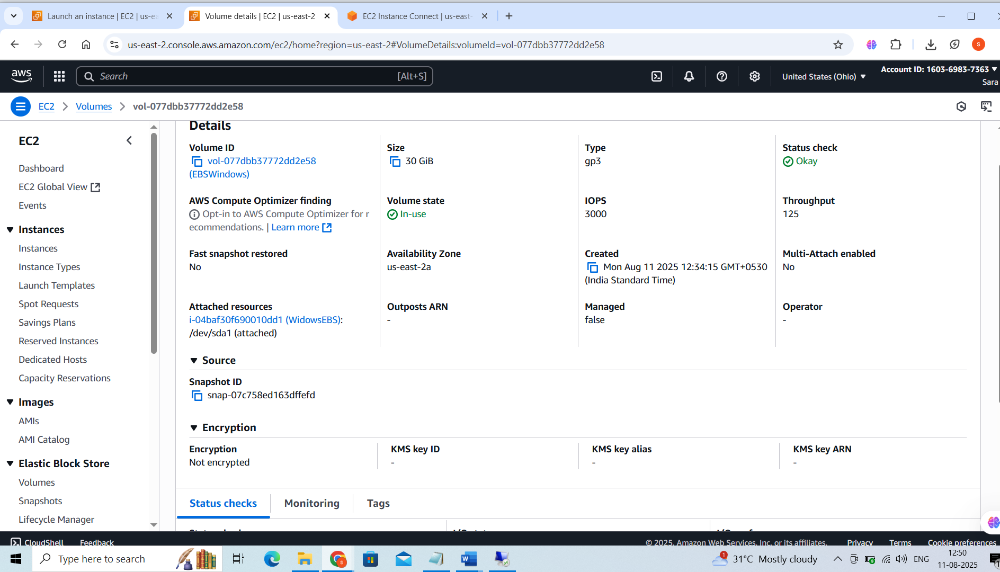 Launch an instance | EC2 | us-ea
Volume details | EC2 | us-east-2
EC2 Instance Connect | us-east-
us-east-2.console.aws.amazon.com/ec2/home?region=us-east-2#VolumeDetails:volumeId=vol-077dbb37772dd2e58
S
aws
Search
[Alt+S]
United States (Ohio)
Account ID: 1603-6983-7363
Sara
EC2
Volumes
vol-077dbb37772dd2e58
EC2
Dashboard
EC2 Global View
Events
Instances
Instances
Instance Types
Launch Templates
Spot Requests
Savings Plans
Reserved Instances
Dedicated Hosts
Capacity Reservations
Images
AMIs
AMI Catalog
Elastic Block Store
Volumes
Snapshots
Lifecycle Manager
Details
Volume ID
vol-077dbb37772dd2e58
(EBSWindows)
Size
30 GiB
Type
gp3
Status check
Okay
AWS Compute Optimizer finding
Opt-in to AWS Compute Optimizer for r
ecommendations. | Learn more
Volume state
In-use
IOPS
3000
Throughput
125
Fast snapshot restored
No
Availability Zone
us-east-2a
Created
Mon Aug 11 2025 12:34:15 GMT+0530
(India Standard Time)
Multi-Attach enabled
No
Attached resources
i-04baf30f690010dd1 (WidowsEBS):
/dev/sda1 (attached)
Outposts ARN
-
Managed
false
Operator
-
Source
Snapshot ID
snap-07c758ed163dffefd
Encryption
Encryption
Not encrypted
KMS key ID
-
KMS key alias
-
KMS key ARN
-
Status checks
Monitoring
Tags
CloudShell
Feedback
© 2025, Amazon Web Services, Inc. or its affiliates.
Privacy
Terms
Cookie preferences
Type here to search
1
31°C Mostly cloudy
ENG
12:50
11-08-2025